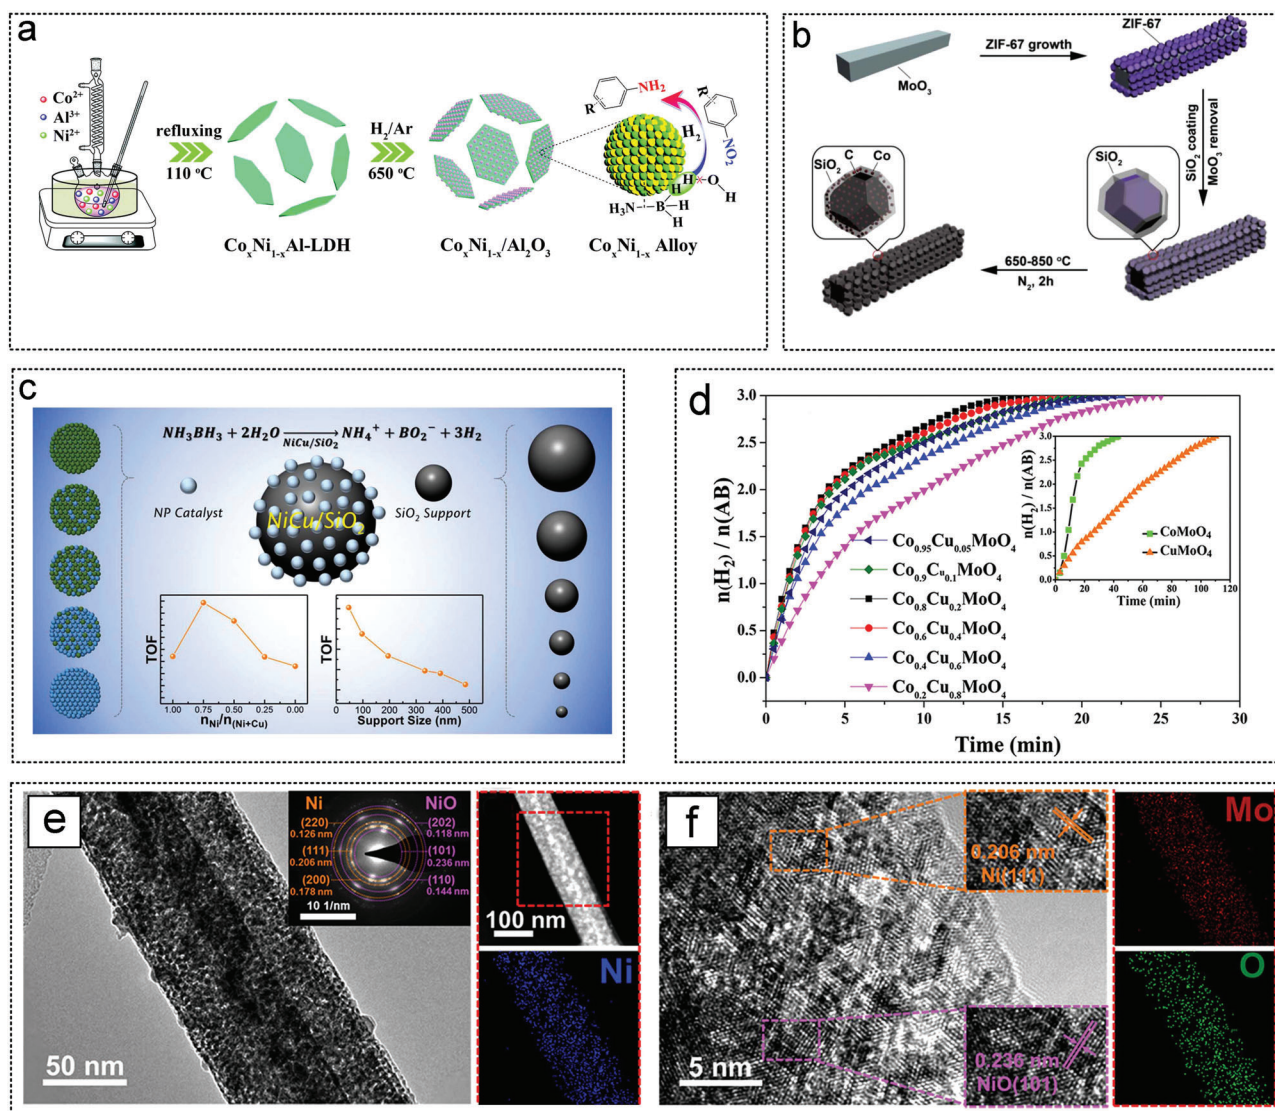 a
Co²⁺
Al³⁺
Ni²⁺
refluxing
110 °C
H₂/Ar
650 °C
R
NH₂
R
NO₂
H₂
H
H
O
H
H₃N
B
H
H
CoₓNi₁₋ₓAl-LDH
CoₓNi₁₋ₓ/Al₂O₃
CoₓNi₁₋ₓ Alloy
b
MoO₃
ZIF-67 growth
ZIF-67
SiO₂ coating
MoO₃ removal
SiO₂
C
Co
SiO₂
650-850 °C
N₂, 2h
c
NH₃BH₃ + 2H₂O → NH₄⁺ + BO₂⁻ + 3H₂
NiCu/SiO₂
NP Catalyst
NiCu/SiO₂
SiO₂ Support
TOF
1.00 0.75 0.50 0.25 0.00
n_Ni/n_(Ni+Cu)
TOF
0 100 200 300 400 500
Support Size (nm)
d
n(H₂) / n(AB)
3.0
2.5
2.0
1.5
1.0
0.5
0.0
0 5 10 15 20 25 30
Time (min)
Co₀.₉₅Cu₀.₀₅MoO₄
Co₀.₉Cu₀.₁MoO₄
Co₀.₈Cu₀.₂MoO₄
Co₀.₆Cu₀.₄MoO₄
Co₀.₄Cu₀.₆MoO₄
Co₀.₂Cu₀.₈MoO₄
n(H₂) / n(AB)
3.0
2.5
2.0
1.5
1.0
0.5
0.0
CoMoO₄
CuMoO₄
0 20 40 60 80 100 120
Time (min)
e
Ni
(220)
0.126 nm
(111)
0.206 nm
(200)
0.178 nm
NiO
(202)
0.118 nm
(101)
0.236 nm
(110)
0.144 nm
10 1/nm
50 nm
100 nm
Ni
f
0.206 nm
Ni(111)
0.236 nm
NiO(101)
5 nm
Mo
O